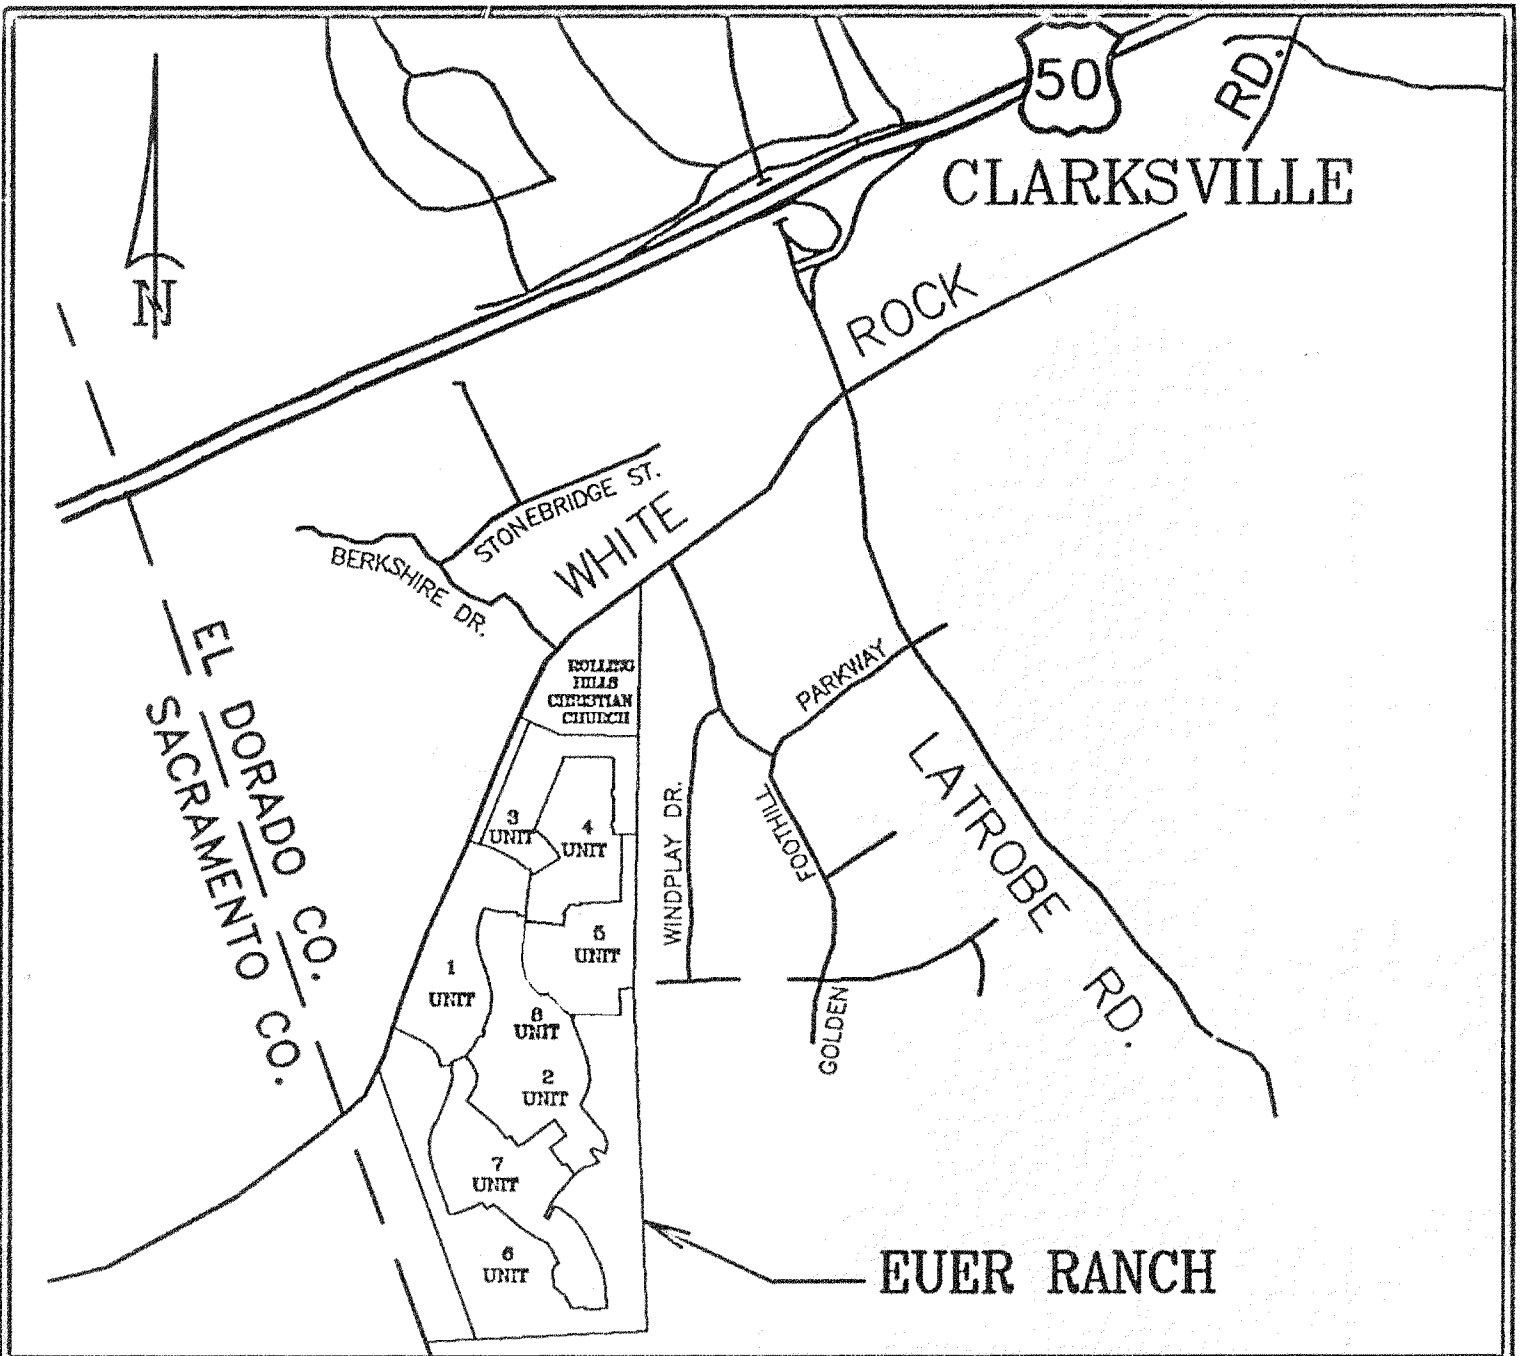 50
RD.
CLARKSVILLE
N
ROCK
STONEBRIDGE ST.
WHITE
BERKSHIRE DR.
EL DORADO CO.
SACRAMENTO CO.
ROLLING
HILLS
CHRISTIAN
CHURCH
PARKWAY
LATROBE
RD.
WINDPLAY DR.
FOOTHILL
GOLDEN
3
UNIT
4
UNIT
5
UNIT
1
UNIT
8
UNIT
2
UNIT
7
UNIT
6
UNIT
EUER RANCH